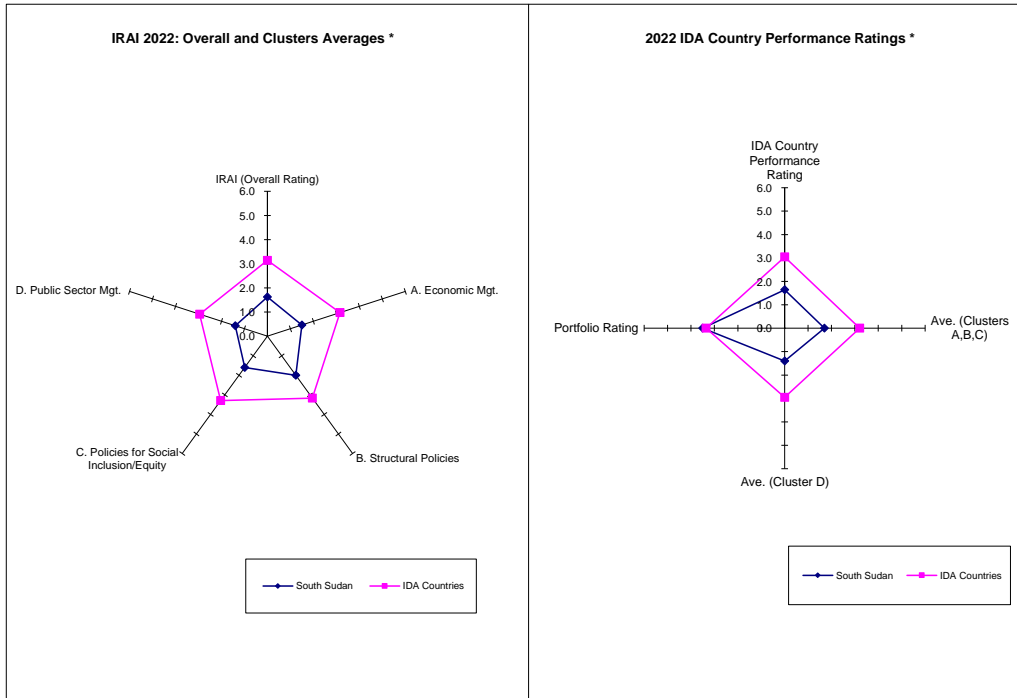 IRAI 2022: Overall and Clusters Averages *
IRAI (Overall Rating)
6.0
5.0
4.0
3.0
2.0
1.0
0.0
A. Economic Mgt.
B. Structural Policies
C. Policies for Social
Inclusion/Equity
D. Public Sector Mgt.
South Sudan
IDA Countries
2022 IDA Country Performance Ratings *
IDA Country
Performance
Rating
6.0
5.0
4.0
3.0
2.0
1.0
0.0
Ave. (Clusters
A,B,C)
Ave. (Cluster D)
Portfolio Rating
South Sudan
IDA Countries